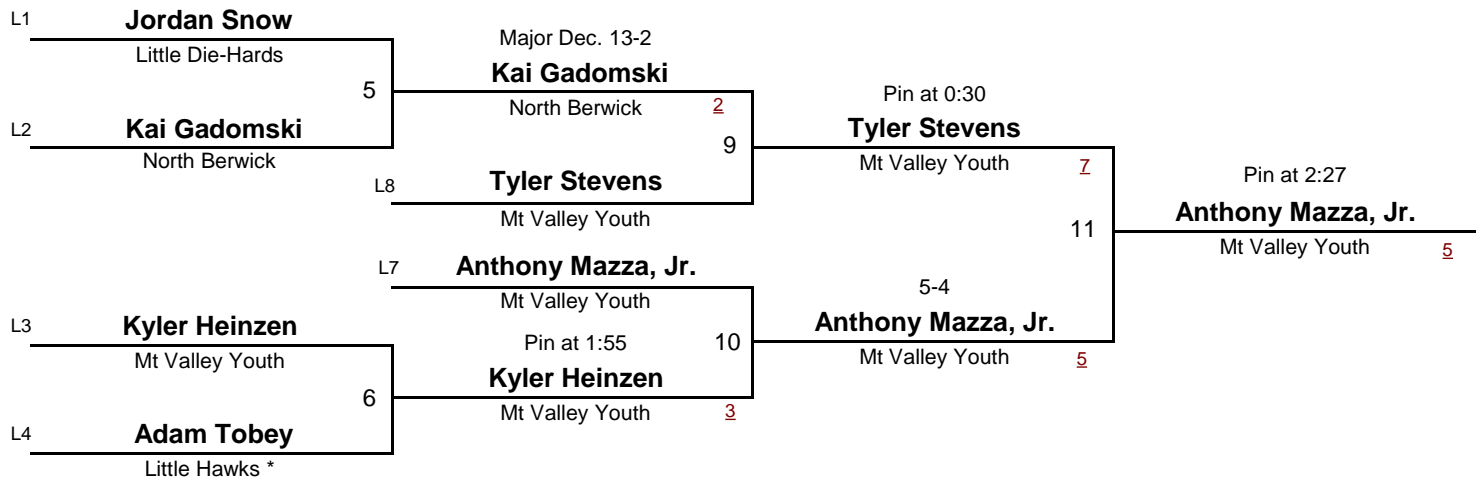 L1
Jordan Snow
Little Die-Hards
5
L2
Kai Gadomski
North Berwick
Major Dec. 13-2
Kai Gadomski
North Berwick
2
9
L8
Tyler Stevens
Mt Valley Youth
Pin at 0:30
Tyler Stevens
Mt Valley Youth
7
11
Pin at 2:27
Anthony Mazza, Jr.
Mt Valley Youth
5
L7
Anthony Mazza, Jr.
Mt Valley Youth
10
5-4
Anthony Mazza, Jr.
Mt Valley Youth
5
L3
Kyler Heinzen
Mt Valley Youth
6
Pin at 1:55
Kyler Heinzen
Mt Valley Youth
3
L4
Adam Tobey
Little Hawks *